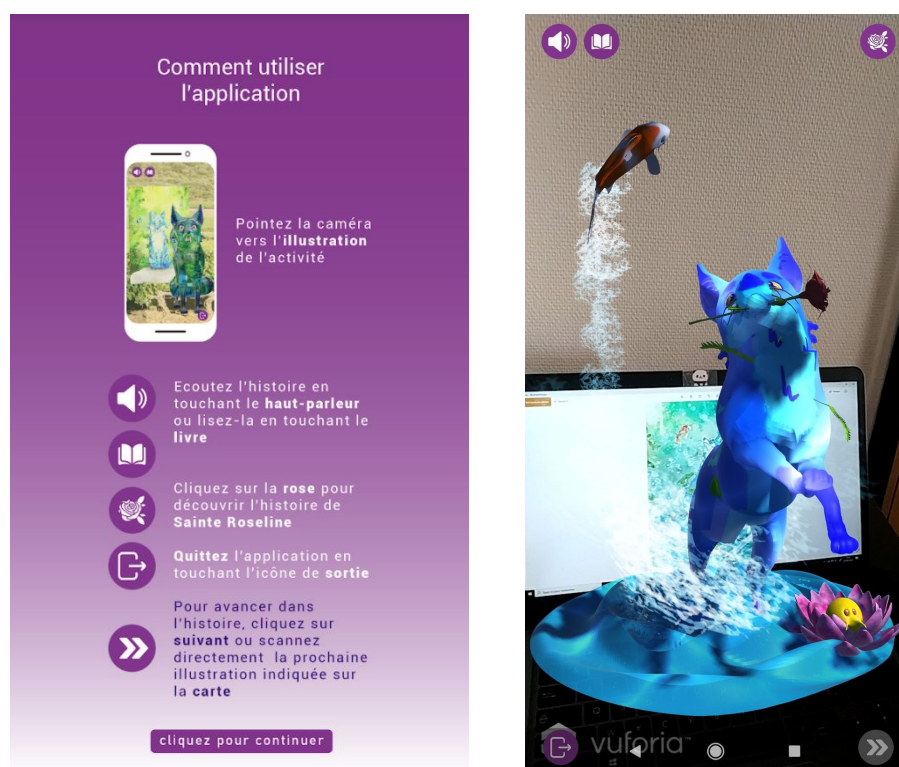 Comment utiliser
l'application
Pointez la caméra
vers l'illustration
de l'activité
Ecoutez l'histoire en
touchant le haut-parleur
ou lisez-la en touchant le
livre
Cliquez sur la rose pour
découvrir l'histoire de
Sainte Roseline
Quittez l'application en
touchant l'icône de sortie
Pour avancer dans
l'histoire, cliquez sur
suivant ou scannez
directement la prochaine
illustration indiquée sur
la carte
cliquez pour continuer
vuforia™